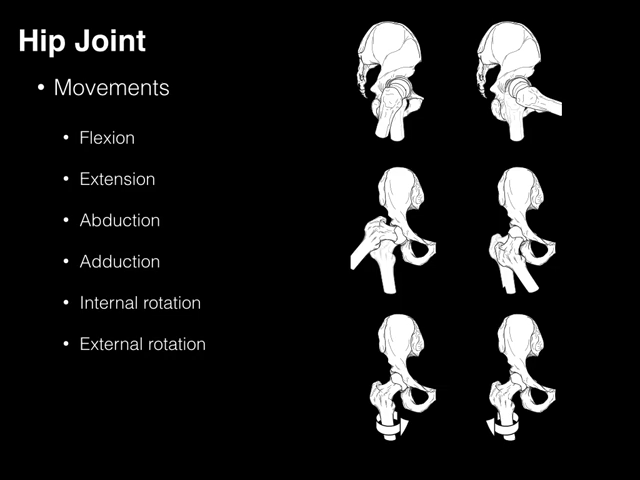 Hip Joint
• Movements
• Flexion
• Extension
• Abduction
• Adduction
• Internal rotation
• External rotation